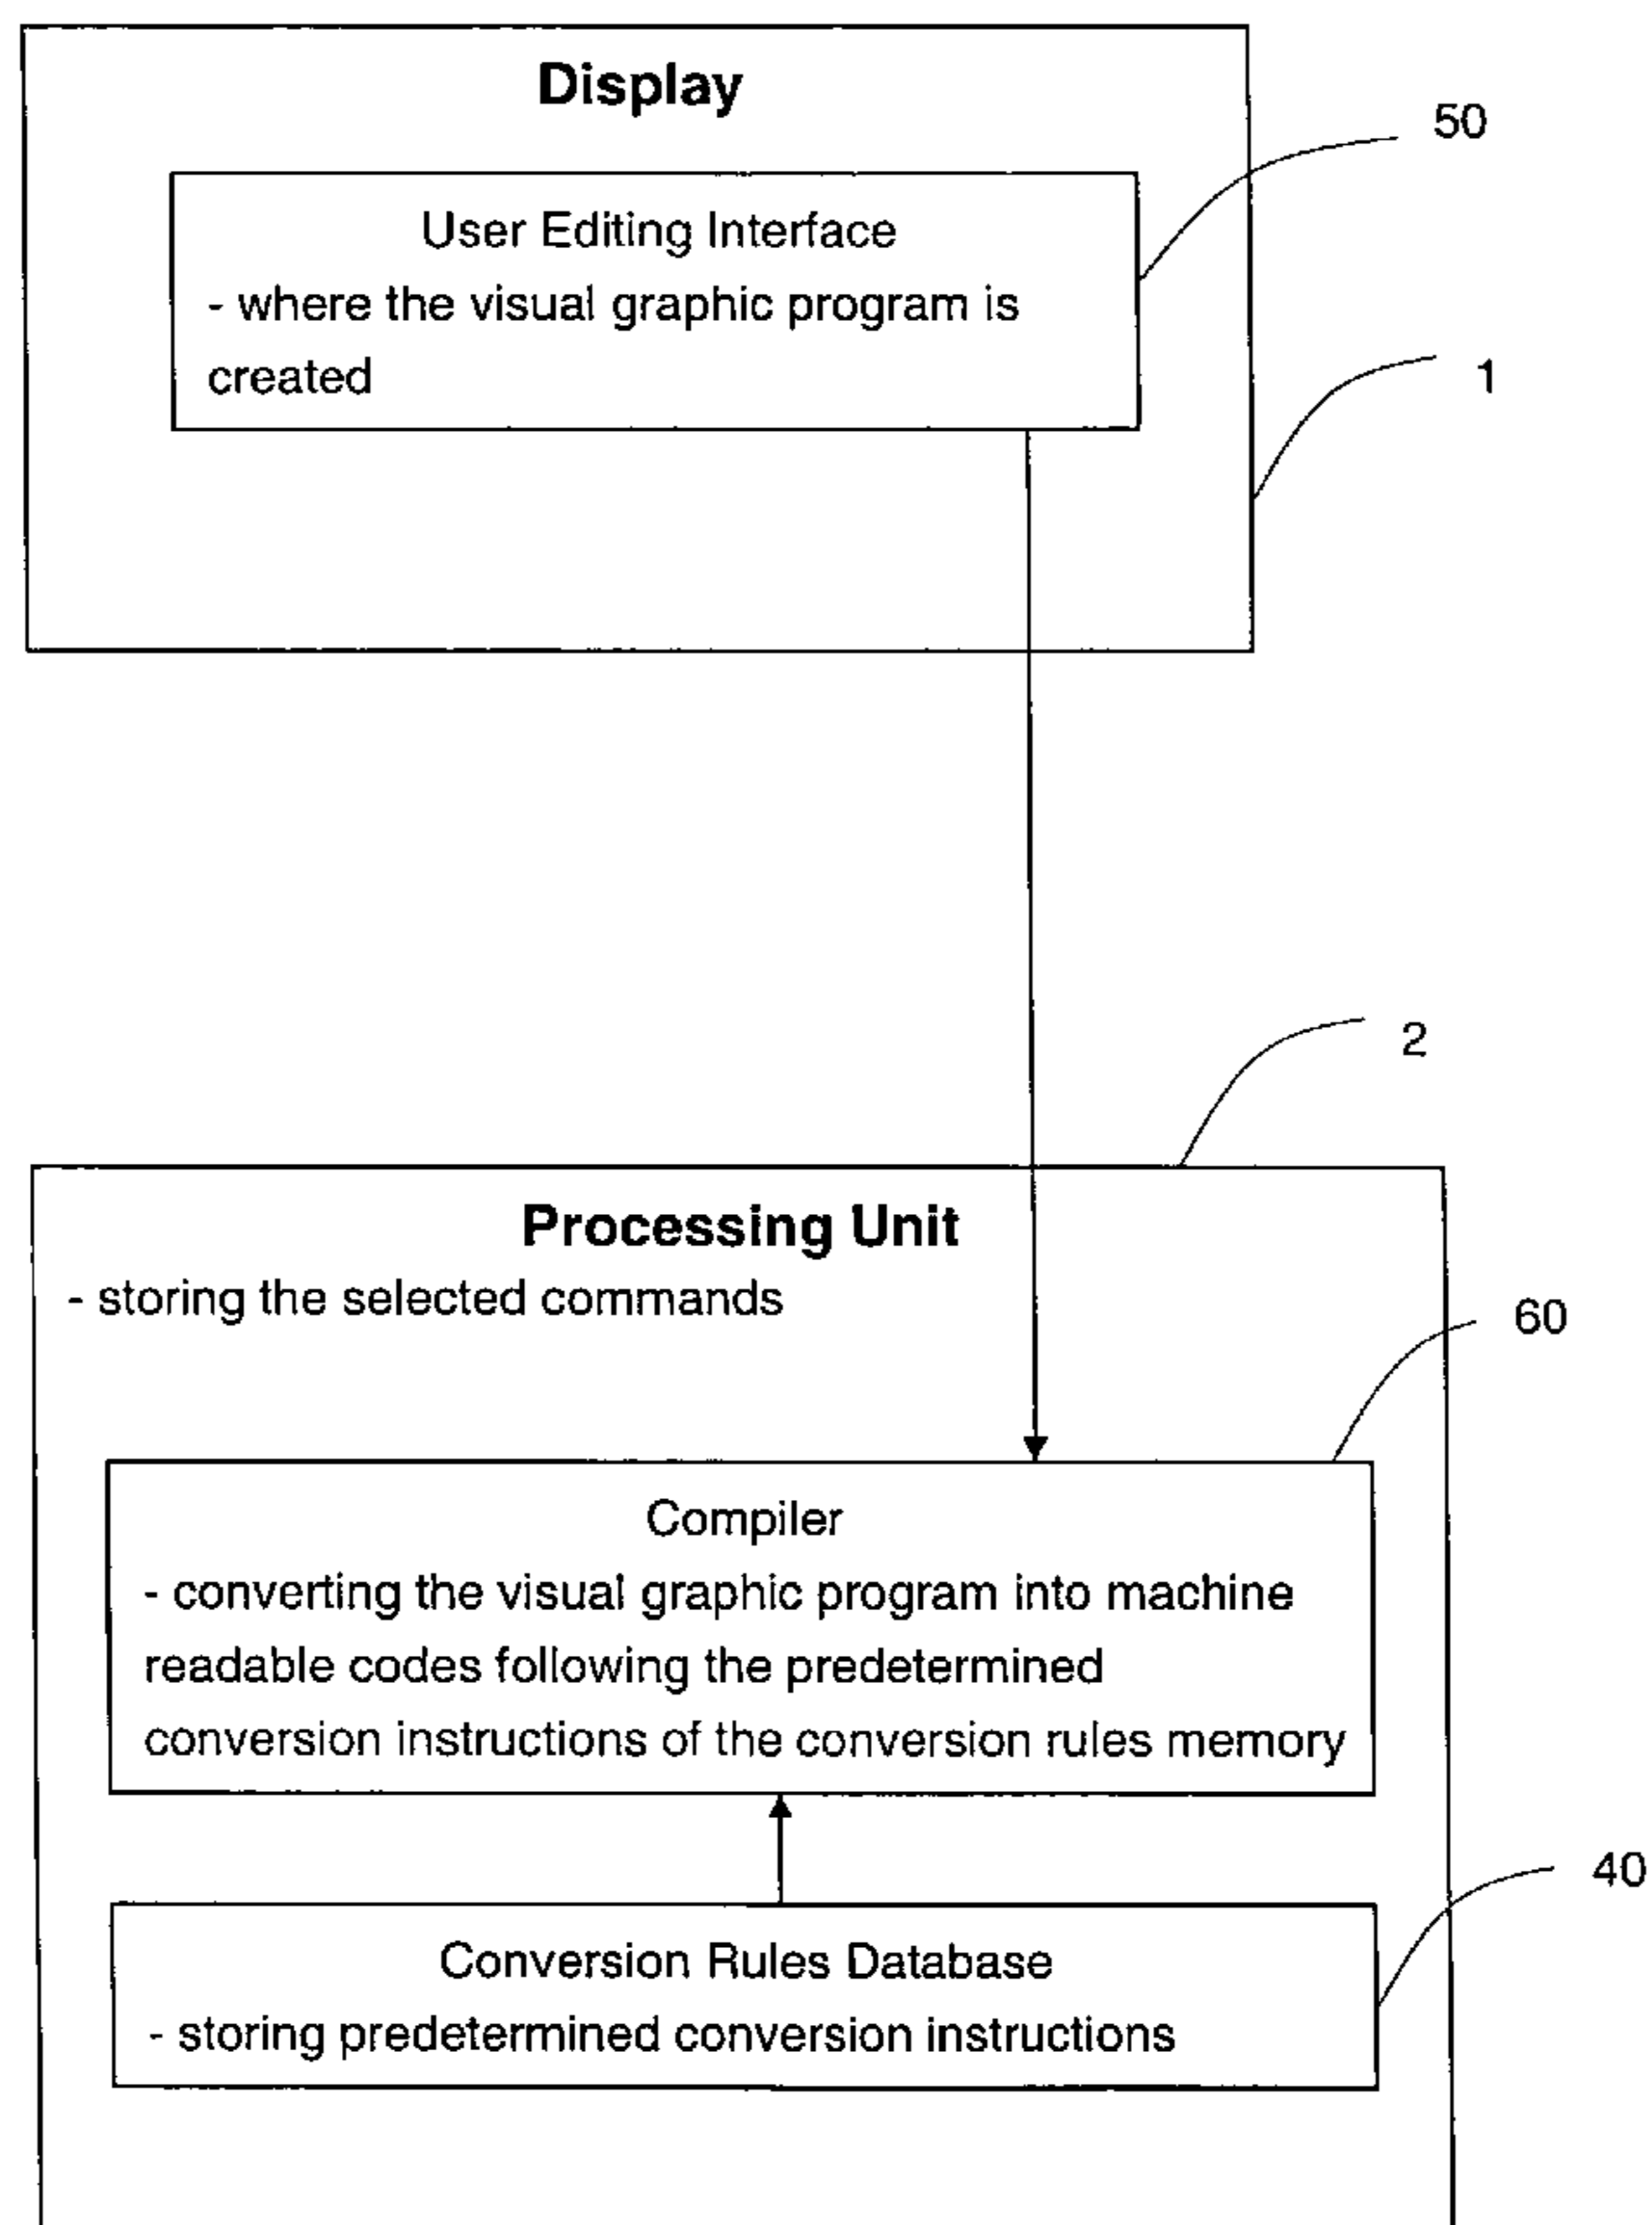 Display
50
User Editing Interface
- where the visual graphic program is
created
1
2
Processing Unit
- storing the selected commands
60
Compiler
- converting the visual graphic program into machine
readable codes following the predetermined
conversion instructions of the conversion rules memory
40
Conversion Rules Database
- storing predetermined conversion instructions